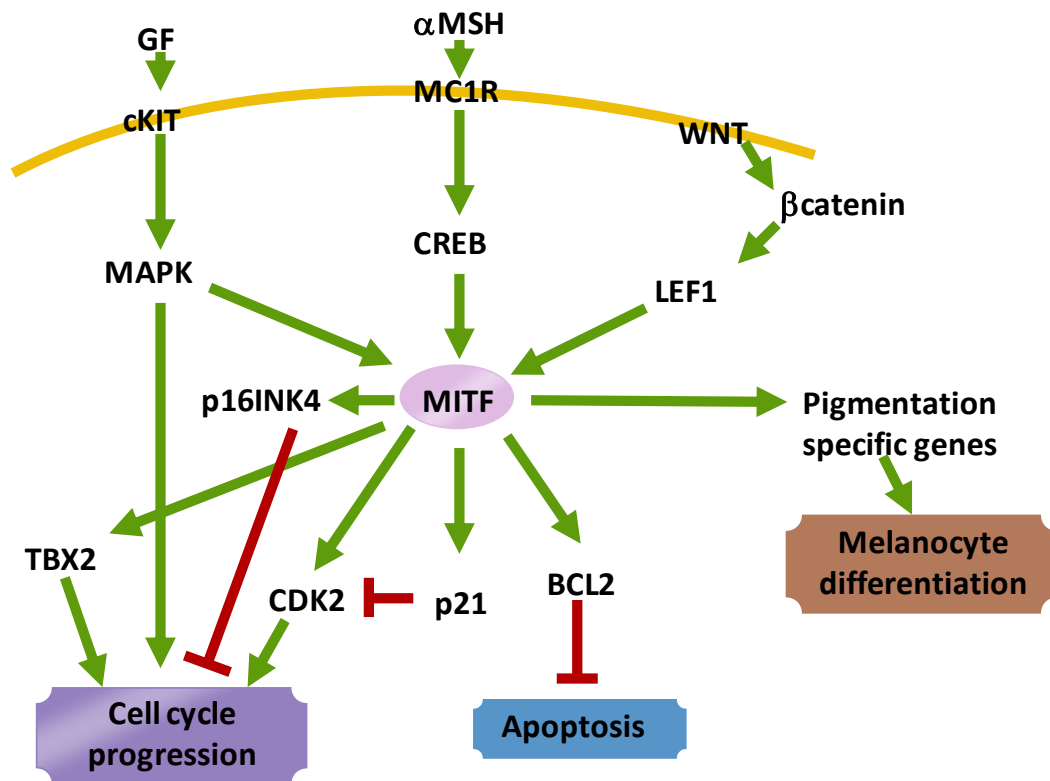 GF
αMSH
cKIT
MC1R
WNT
βcatenin
MAPK
CREB
LEF1
p16INK4
MITF
Pigmentation
specific genes
TBX2
CDK2
p21
BCL2
Melanocyte
differentiation
Cell cycle
progression
Apoptosis